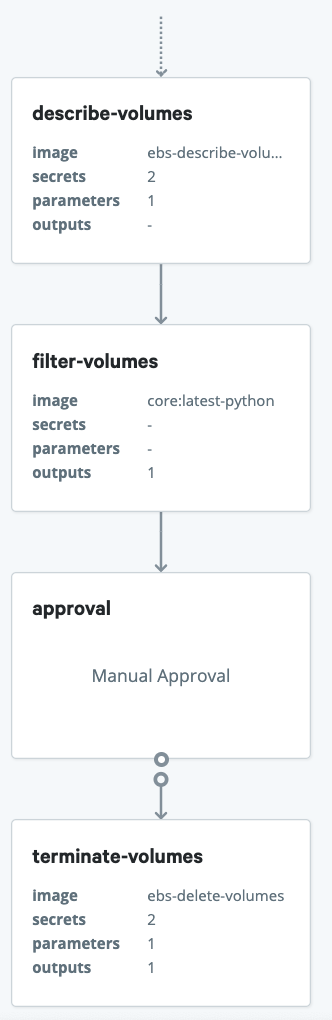 describe-volumes
image ebs-describe-volu...
secrets 2
parameters 1
outputs -
filter-volumes
image core:latest-python
secrets -
parameters -
outputs 1
approval
Manual Approval
terminate-volumes
image ebs-delete-volumes
secrets 2
parameters 1
outputs 1